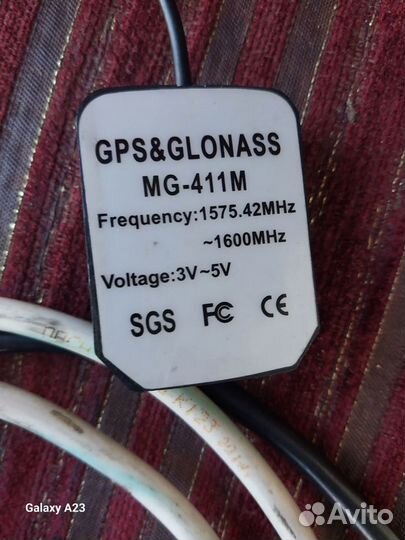 GPS&GLONASS
MG-411M
Frequency:1575.42MHz
~1600MHz
Voltage:3V~5V
SGS FC CE
Galaxy A23
Avito